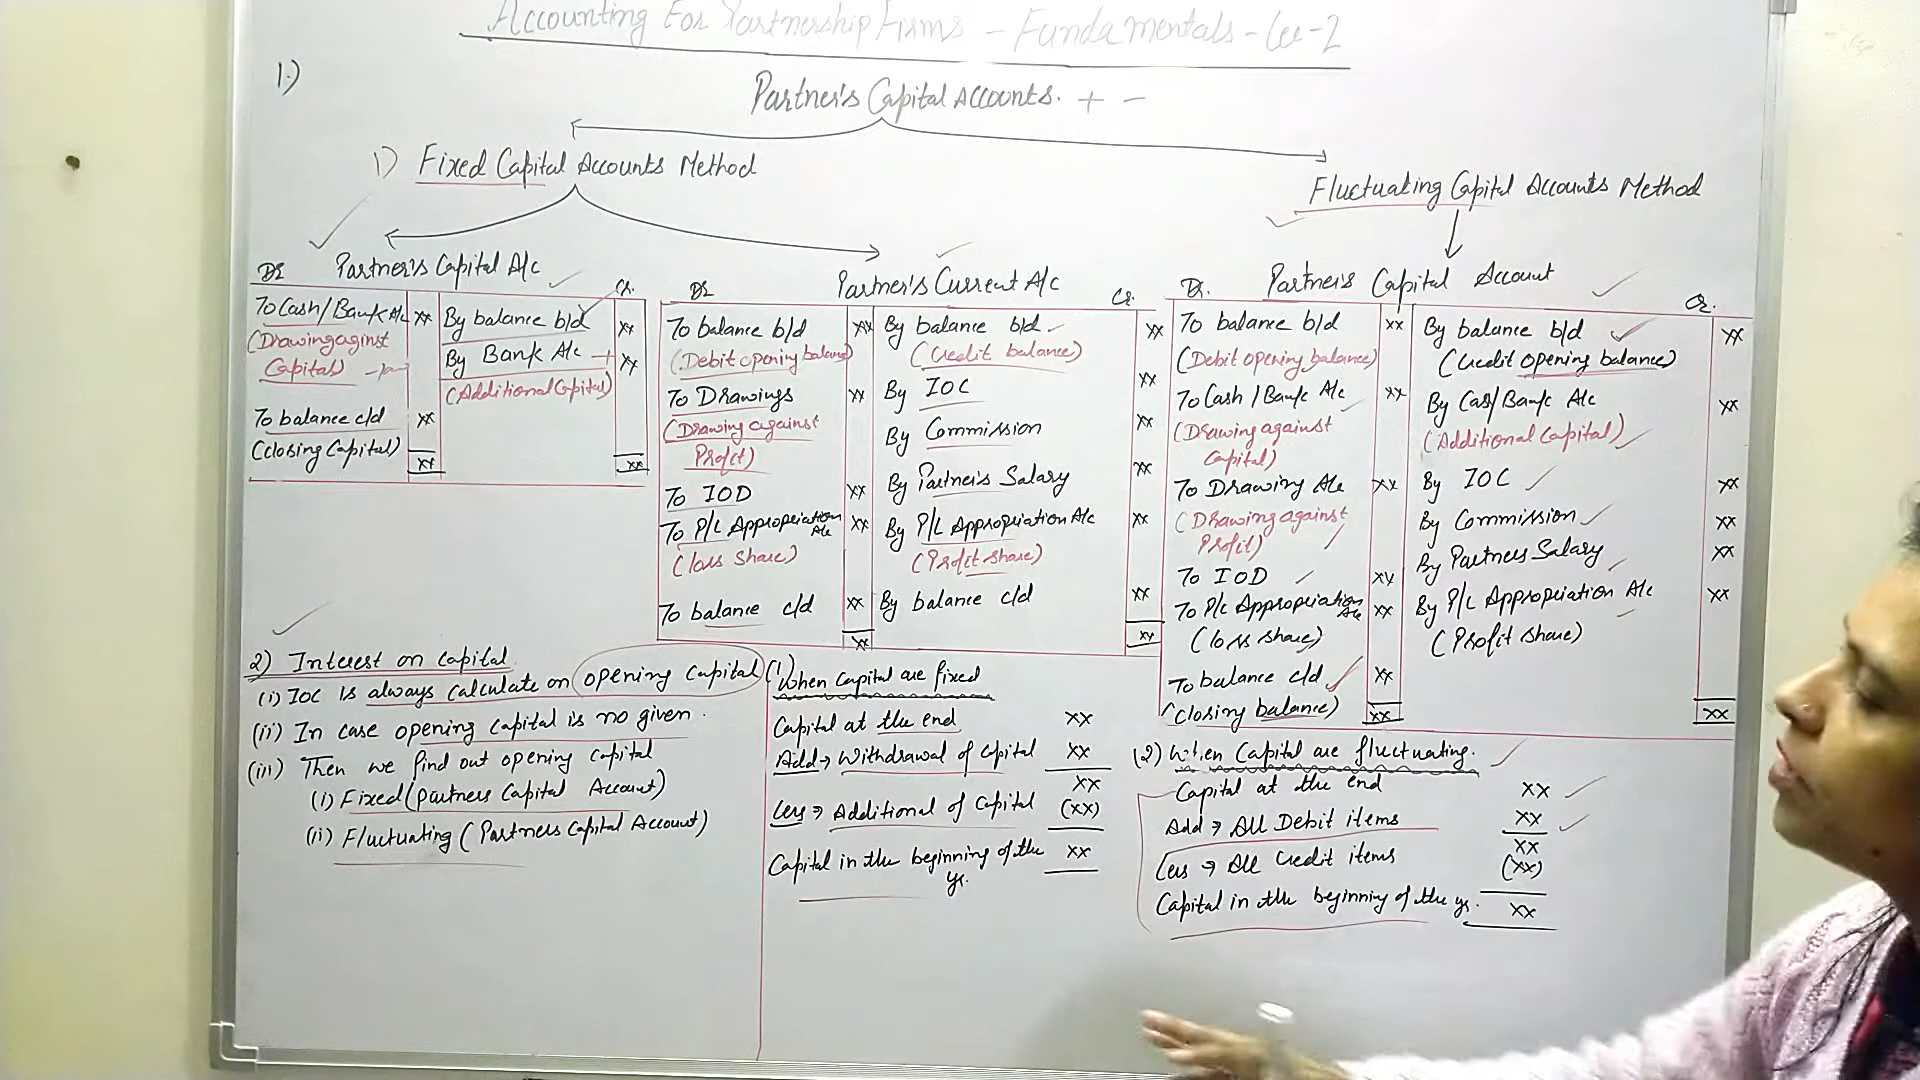 Accounting For Partnership Firms - Fundamentals - Lec-2
1.)
Partner's Capital Accounts. + -
1) Fixed Capital Accounts Method
Fluctuating Capital Accounts Method
Partner's Capital A/c
Dr Cr.
To Cash/Bank A/c xx By balance b/d xx
(Drawing against By Bank A/c + xx
Capital) (Additional Capital)
To balance c/d xx
(closing Capital)
xx xx
Partner's Current A/c
Dr Cr.
To balance b/d xx By balance b/d xx
(Debit opening balance) (Credit balance)
To Drawings xx By IOC xx
(Drawing against By Commission xx
Profit) By Partner's Salary xx
To IOD xx
To P/L Appropriation A/c xx By P/L Appropriation A/c xx
(loss share) (Profit share)
To balance c/d xx By balance c/d xx
xx xx
Partner's Capital Account
Dr. Cr.
To balance b/d xx By balance b/d xx
(Debit opening balance) (Credit opening balance)
To Cash / Bank A/c xx By Cash/Bank A/c xx
(Drawing against (Additional Capital)
Capital)
To Drawing A/c xx By IOC xx
(Drawing against By Commission xx
Profit) By Partners Salary xx
To IOD xx
To P/L Appropriation A/c xx By P/L Appropriation A/c xx
(loss share) (Profit share)
To balance c/d xx
(closing balance) xx xx
2) Interest on capital
(i) IOC is always calculate on opening capital
(ii) In case opening capital is no given.
(iii) Then we find out opening capital
(i) Fixed (partners Capital Account)
(ii) Fluctuating (Partners Capital Account)
(1) When Capital are fixed
Capital at the end xx
Add → Withdrawal of Capital xx
xx
Less → Additional of Capital (xx)
Capital in the beginning of the xx
yr.
(2) When Capital are fluctuating.
Capital at the end xx
Add → All Debit items xx
xx
Less → All Credit items (xx)
Capital in the beginning of the yr. xx